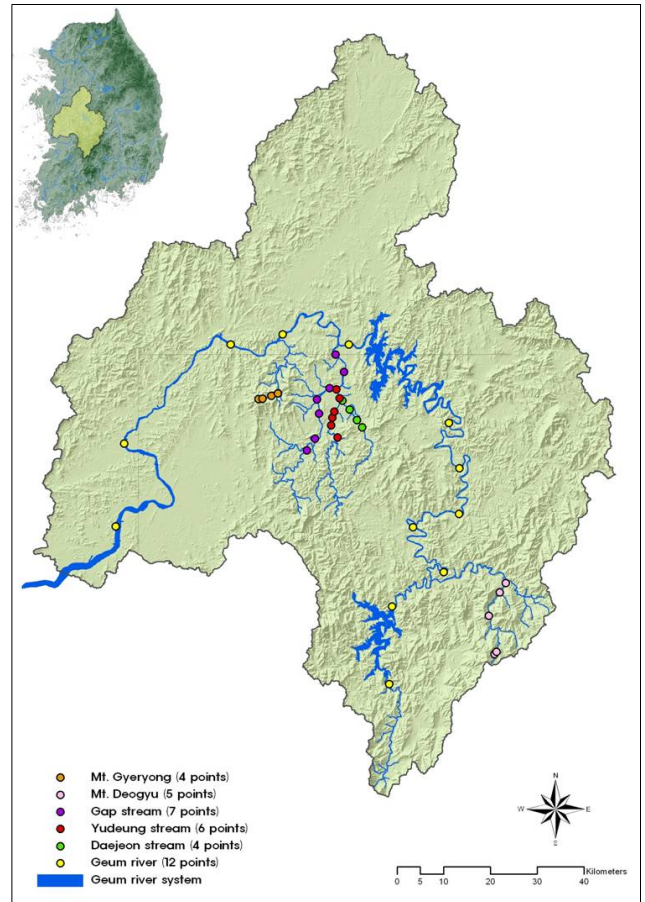 Mt. Gyeryong (4 points)
Mt. Deogyu (5 points)
Gap stream (7 points)
Yudeung stream (6 points)
Daejeon stream (4 points)
Geum river (12 points)
Geum river system
N
W E
S
Kilometers
0 5 10 20 30 40